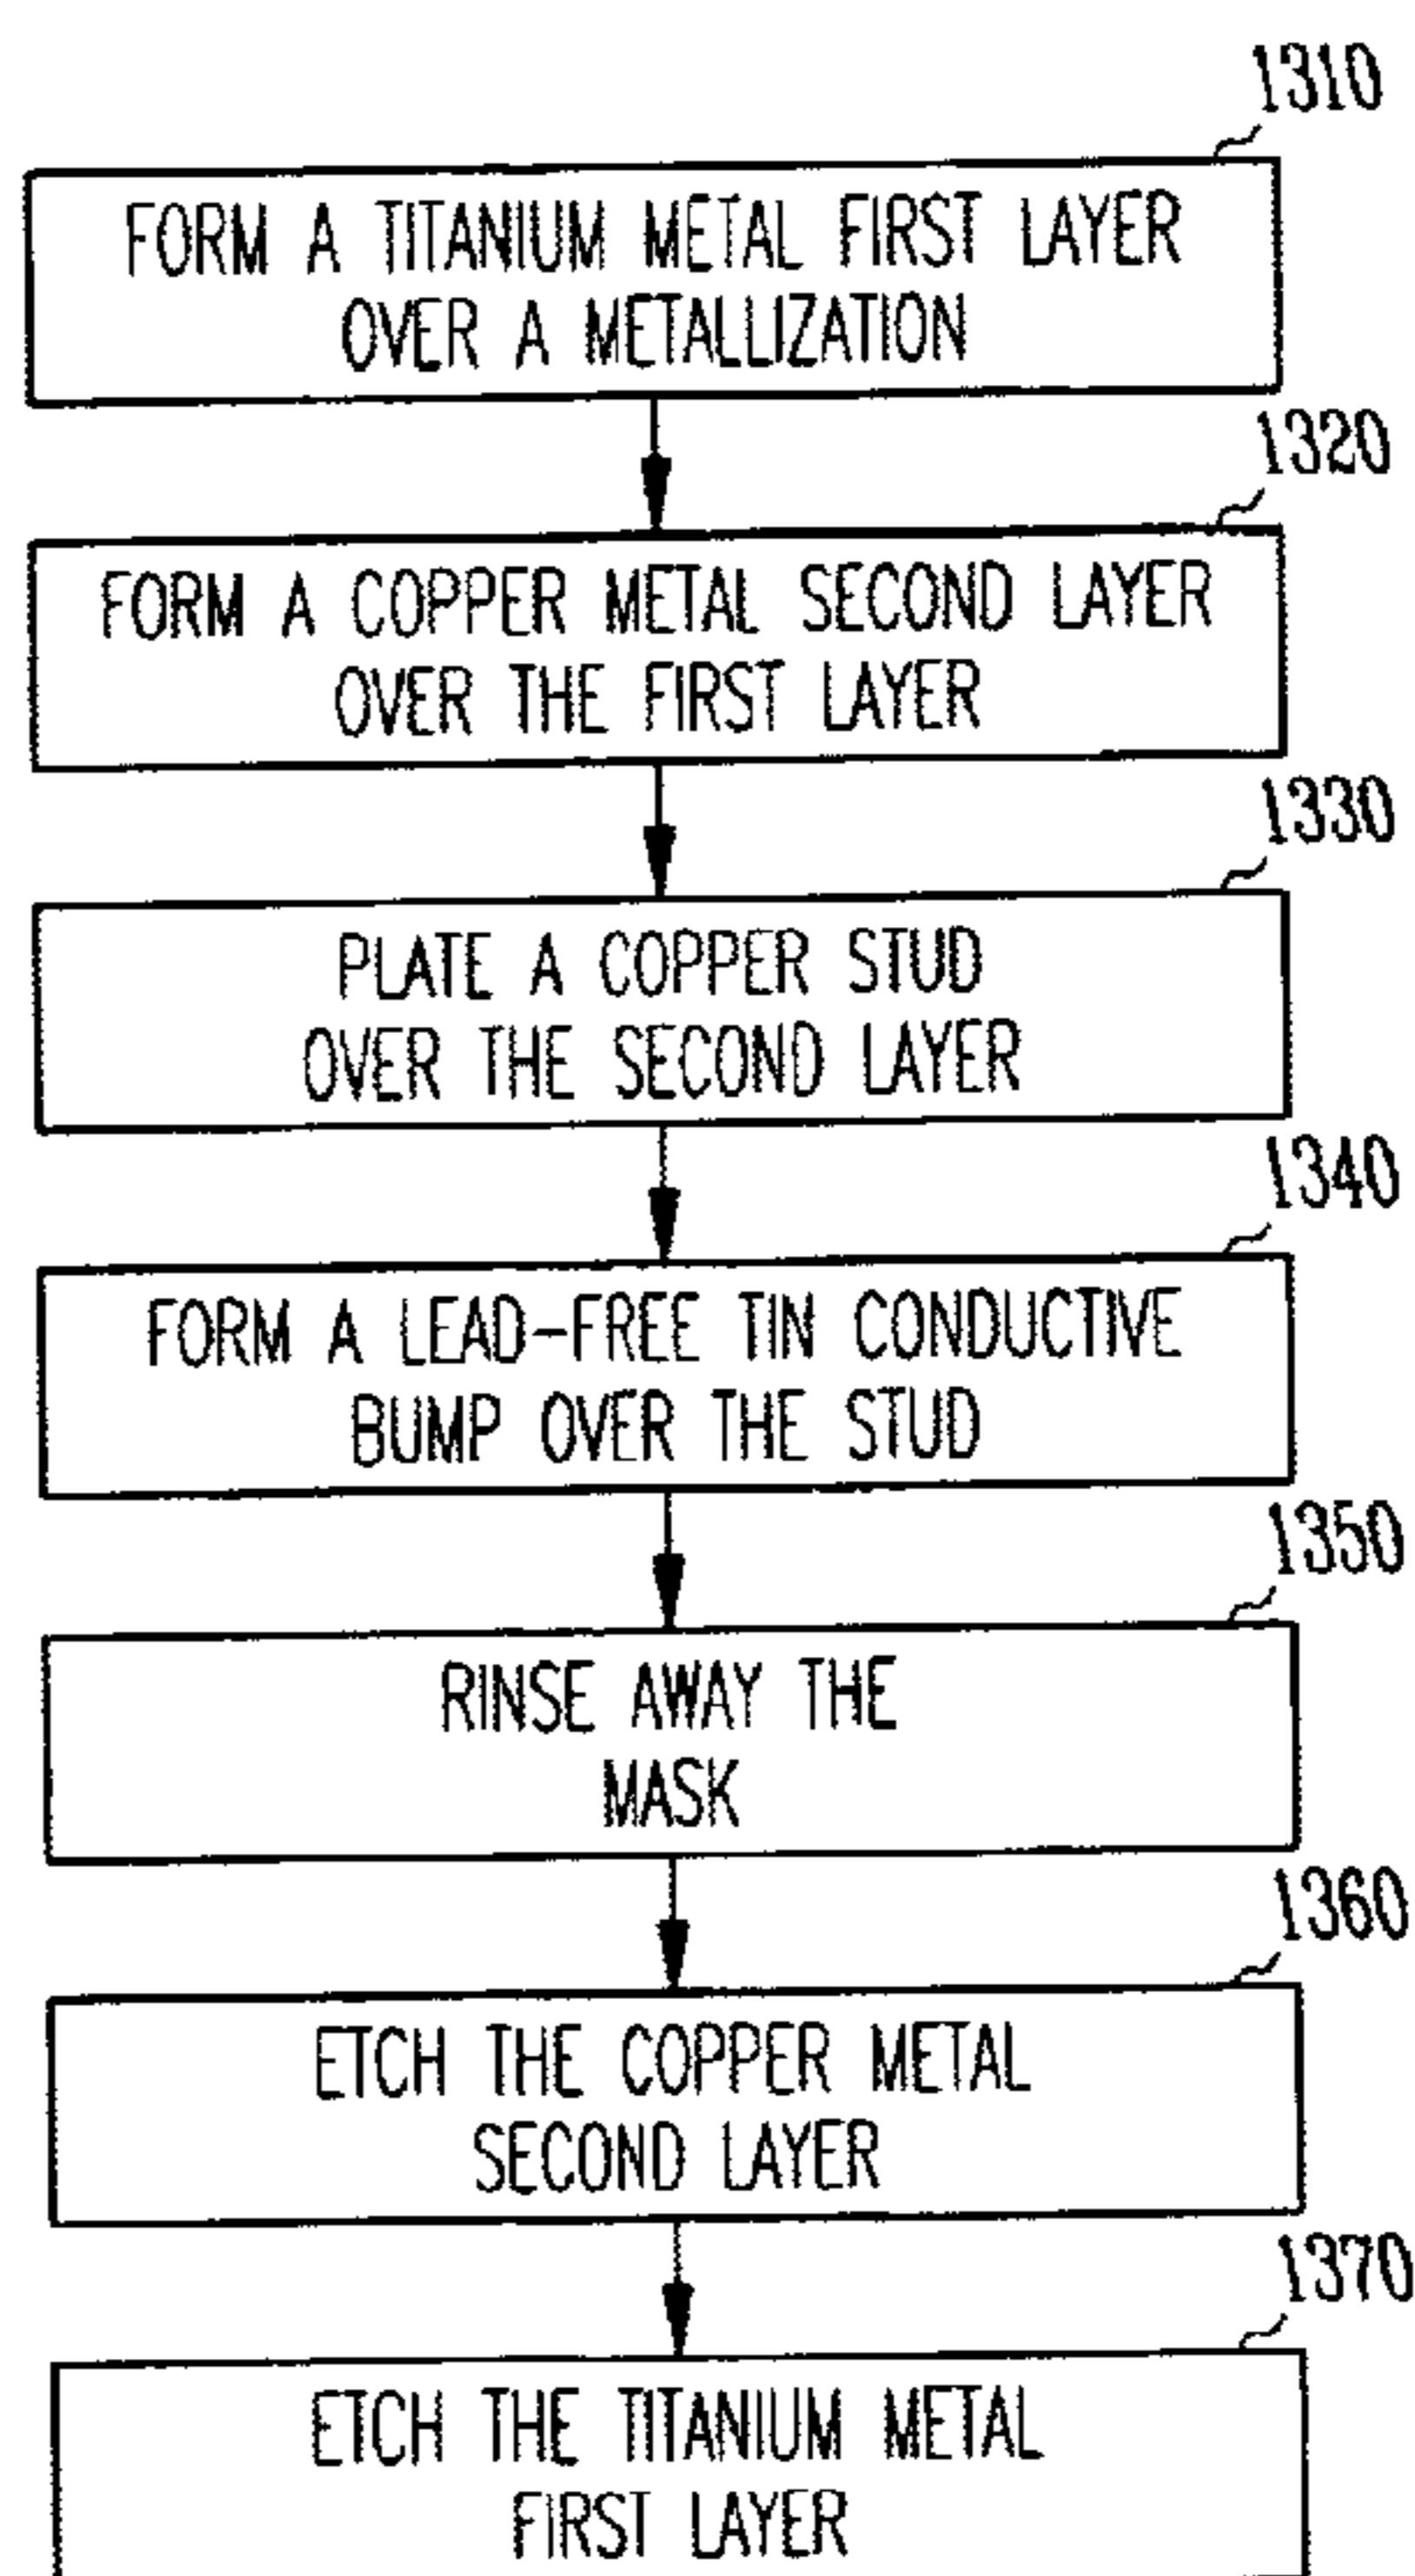 1310
FORM A TITANIUM METAL FIRST LAYER
OVER A METALLIZATION
1320
FORM A COPPER METAL SECOND LAYER
OVER THE FIRST LAYER
1330
PLATE A COPPER STUD
OVER THE SECOND LAYER
1340
FORM A LEAD-FREE TIN CONDUCTIVE
BUMP OVER THE STUD
1350
RINSE AWAY THE
MASK
1360
ETCH THE COPPER METAL
SECOND LAYER
1370
ETCH THE TITANIUM METAL
FIRST LAYER